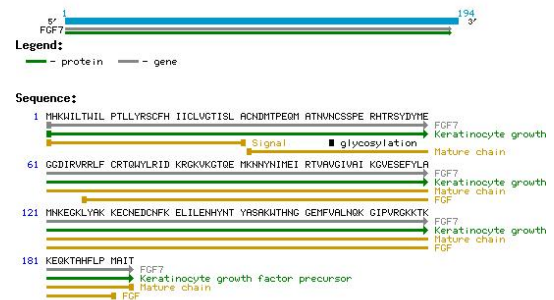 1 194
5' 3'
FGF7
Legend:
- protein - gene
Sequence:
1 MHKWILTWIL PTLLYRSCFH IICLVGTISL ACNDMTPEQM ATNVNCSSPE RHTRSYDYME
FGF7
Keratinocyte growth
Signal glycosylation
Mature chain
61 GGDIRVRRLF CRTQWYLRID KRGKVKGTQE MKNNYNIMEI RTVAVGIVAI KGVESEFYLA
FGF7
Keratinocyte growth
Mature chain
FGF
121 MNKEGKLYAK KECNEDCNFK ELILENHYNT YASAKWTHNG GEMFVALNQK GIPVRGKKTK
FGF7
Keratinocyte growth
Mature chain
FGF
181 KEQKTAHFLP MAIT
FGF7
Keratinocyte growth factor precursor
Mature chain
FGF